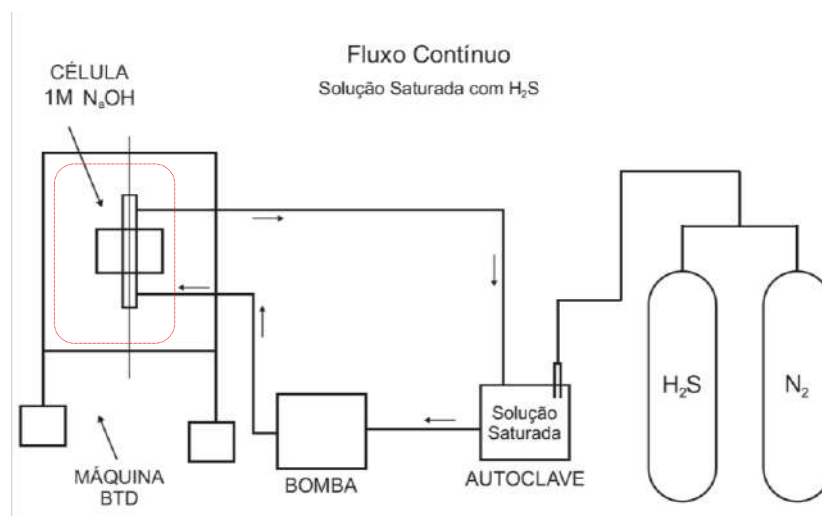 Fluxo Contínuo
Solução Saturada com H₂S
CÉLULA
1M NₐOH
H₂S
N₂
Solução
Saturada
AUTOCLAVE
BOMBA
MÁQUINA
BTD